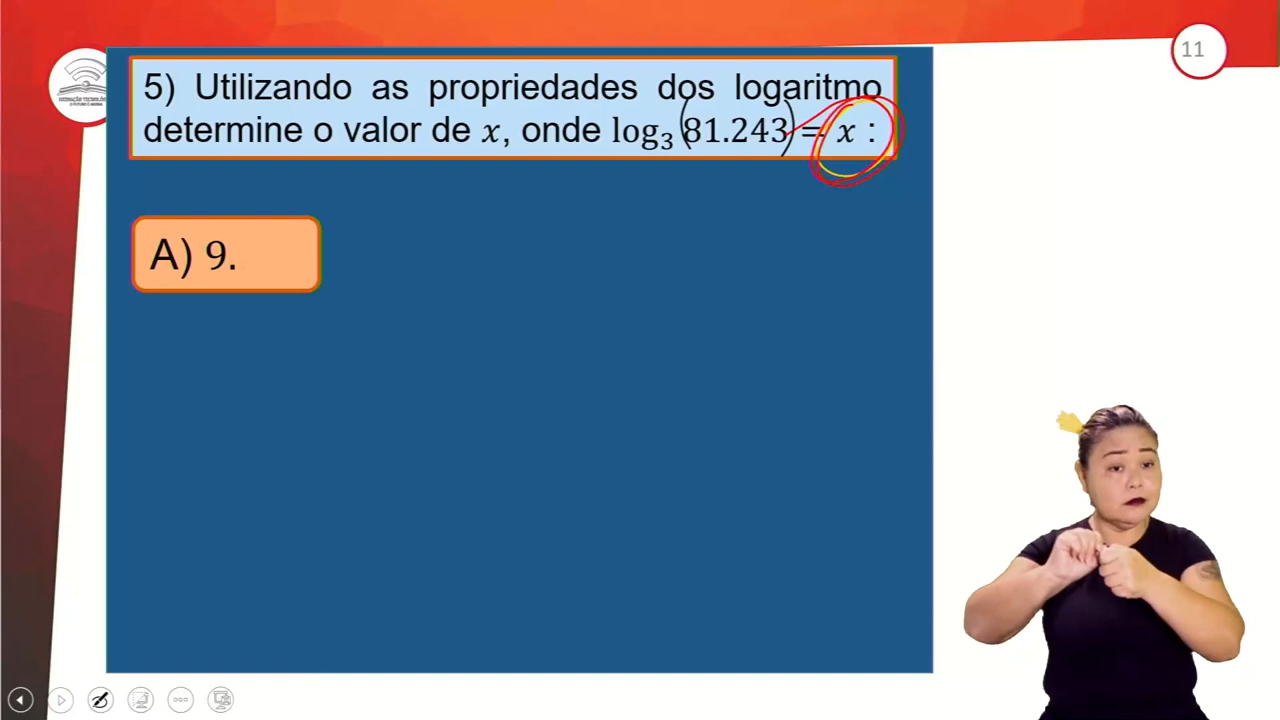 11
5) Utilizando as propriedades dos logaritmo
determine o valor de x, onde log₃(81.243) = x :
A) 9.